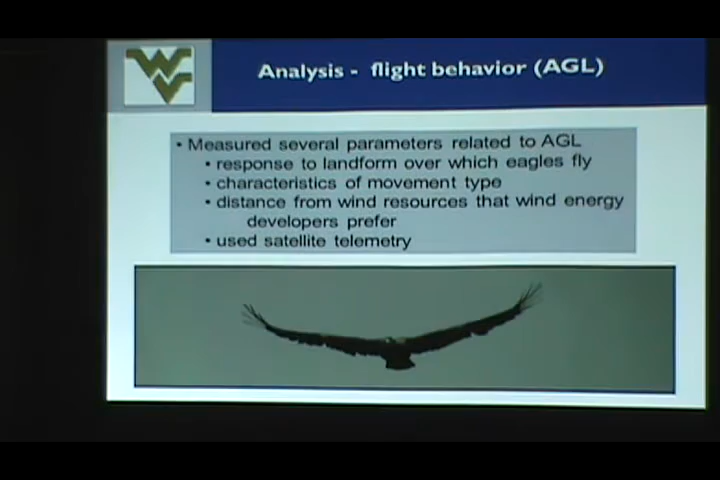 WV
Analysis - flight behavior (AGL)
• Measured several parameters related to AGL
• response to landform over which eagles fly
• characteristics of movement type
• distance from wind resources that wind energy
developers prefer
• used satellite telemetry